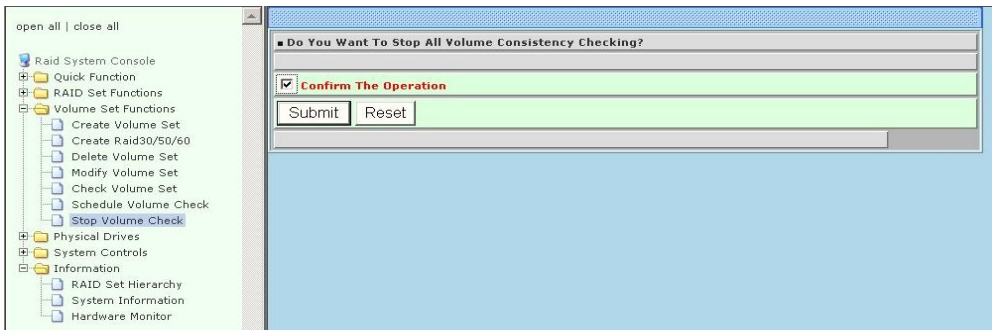 open all | close all
Raid System Console
Quick Function
RAID Set Functions
Volume Set Functions
Create Volume Set
Create Raid30/50/60
Delete Volume Set
Modify Volume Set
Check Volume Set
Schedule Volume Check
Stop Volume Check
Physical Drives
System Controls
Information
RAID Set Hierarchy
System Information
Hardware Monitor
Do You Want To Stop All Volume Consistency Checking?
Confirm The Operation
Submit Reset